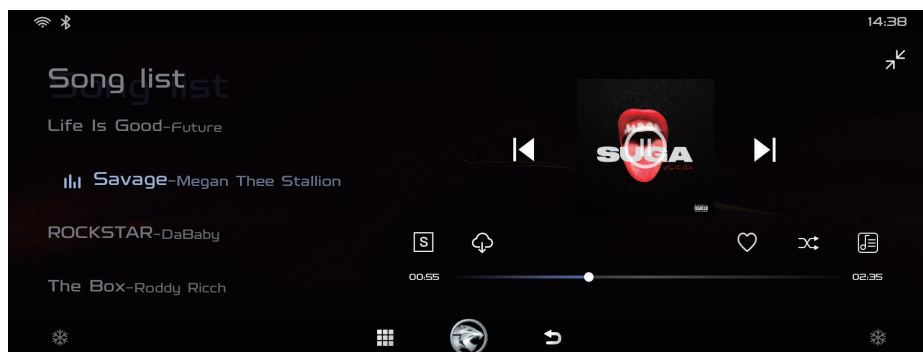 14:38
Song list
Life Is Good-Future
Savage-Megan Thee Stallion
ROCKSTAR-DaBaby
The Box-Roddy Ricch
SUGA
S
00:55
02:35